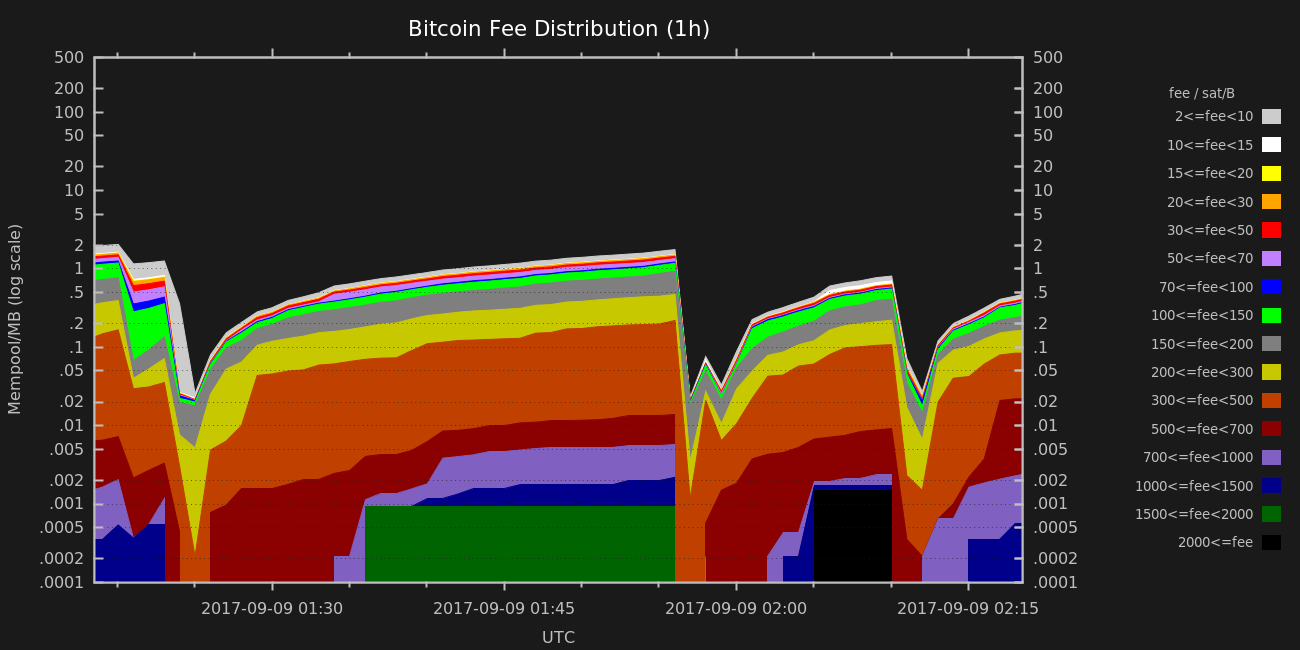 Bitcoin Fee Distribution (1h)
Mempool/MB (log scale)
500
200
100
50
20
10
5
2
1
.5
.2
.1
.05
.02
.01
.005
.002
.001
.0005
.0002
.0001
500
200
100
50
20
10
5
2
1
.5
.2
.1
.05
.02
.01
.005
.002
.001
.0005
.0002
.0001
2017-09-09 01:30
2017-09-09 01:45
2017-09-09 02:00
2017-09-09 02:15
UTC
fee / sat/B
2<=fee<10
10<=fee<15
15<=fee<20
20<=fee<30
30<=fee<50
50<=fee<70
70<=fee<100
100<=fee<150
150<=fee<200
200<=fee<300
300<=fee<500
500<=fee<700
700<=fee<1000
1000<=fee<1500
1500<=fee<2000
2000<=fee